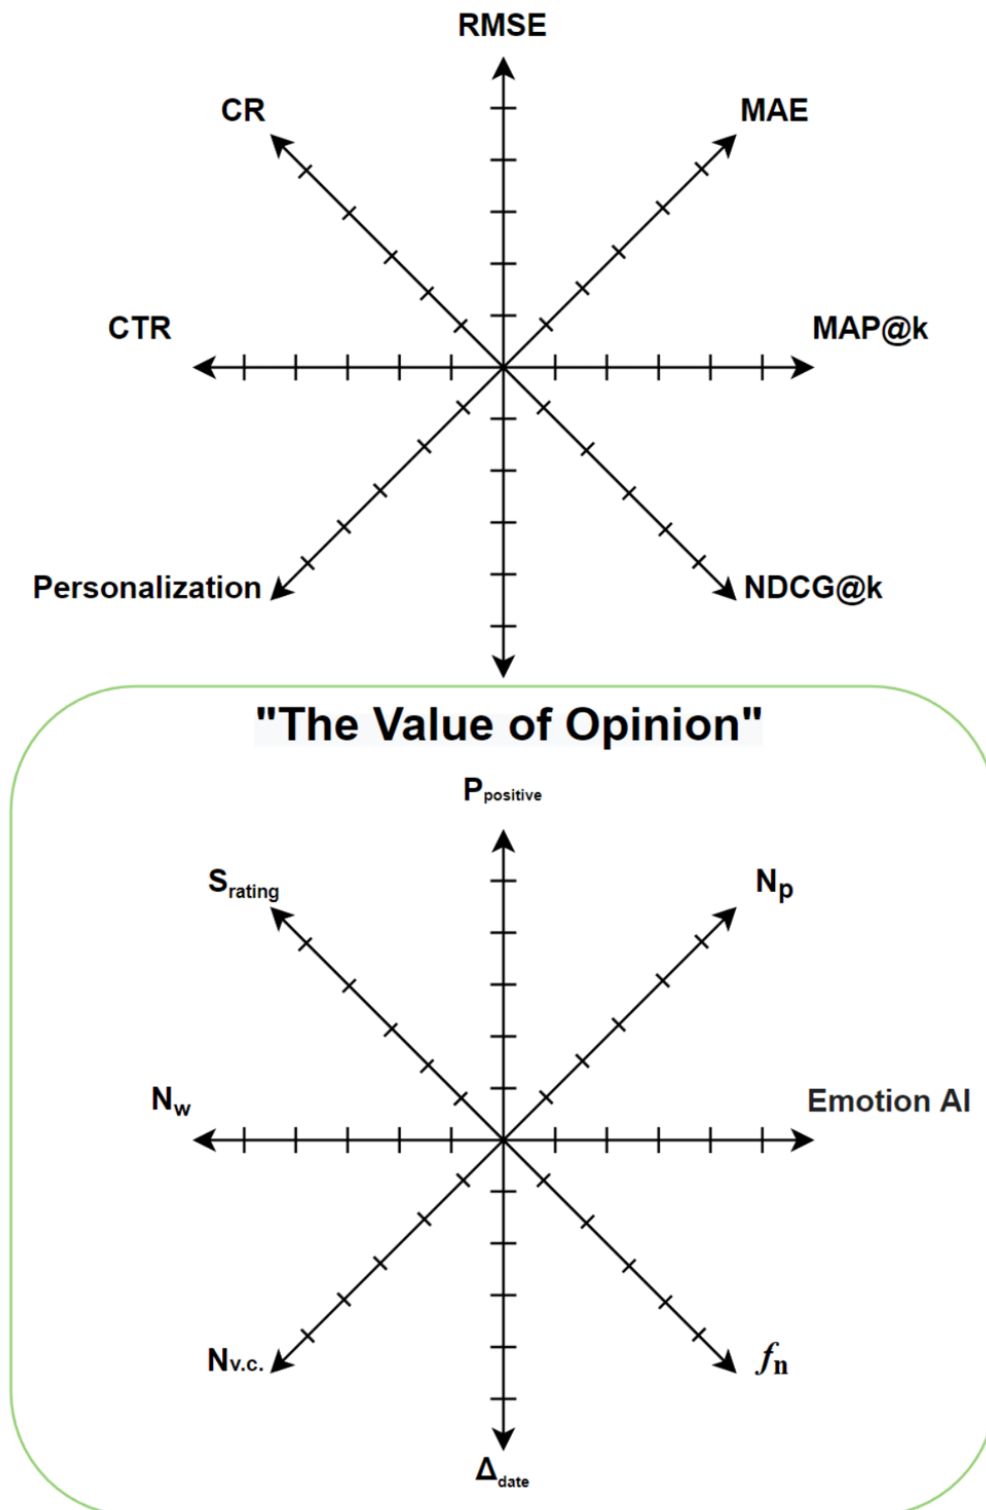 RMSE
CR
MAE
CTR
MAP@k
Personalization
NDCG@k
"The Value of Opinion"
Ppositive
Srating
Np
Nw
Emotion AI
Nv.c.
fn
Δdate